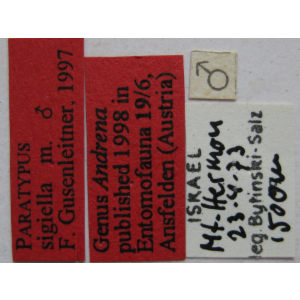 PARATYPUS
sigiella m. ♂
F. Gusenleitner, 1997
Genus Andrena
published 1998 in
Entomofauna 19/6,
Ansfelden (Austria)
♂
ISRAEL
Mt. Hermon
23-4-73
leg. Bytinski-Salz
1500m